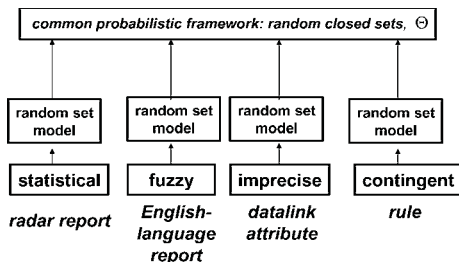 common probabilistic framework: random closed sets, Θ
random set model
random set model
random set model
random set model
statistical
fuzzy
imprecise
contingent
radar report
English-language report
datalink attribute
rule